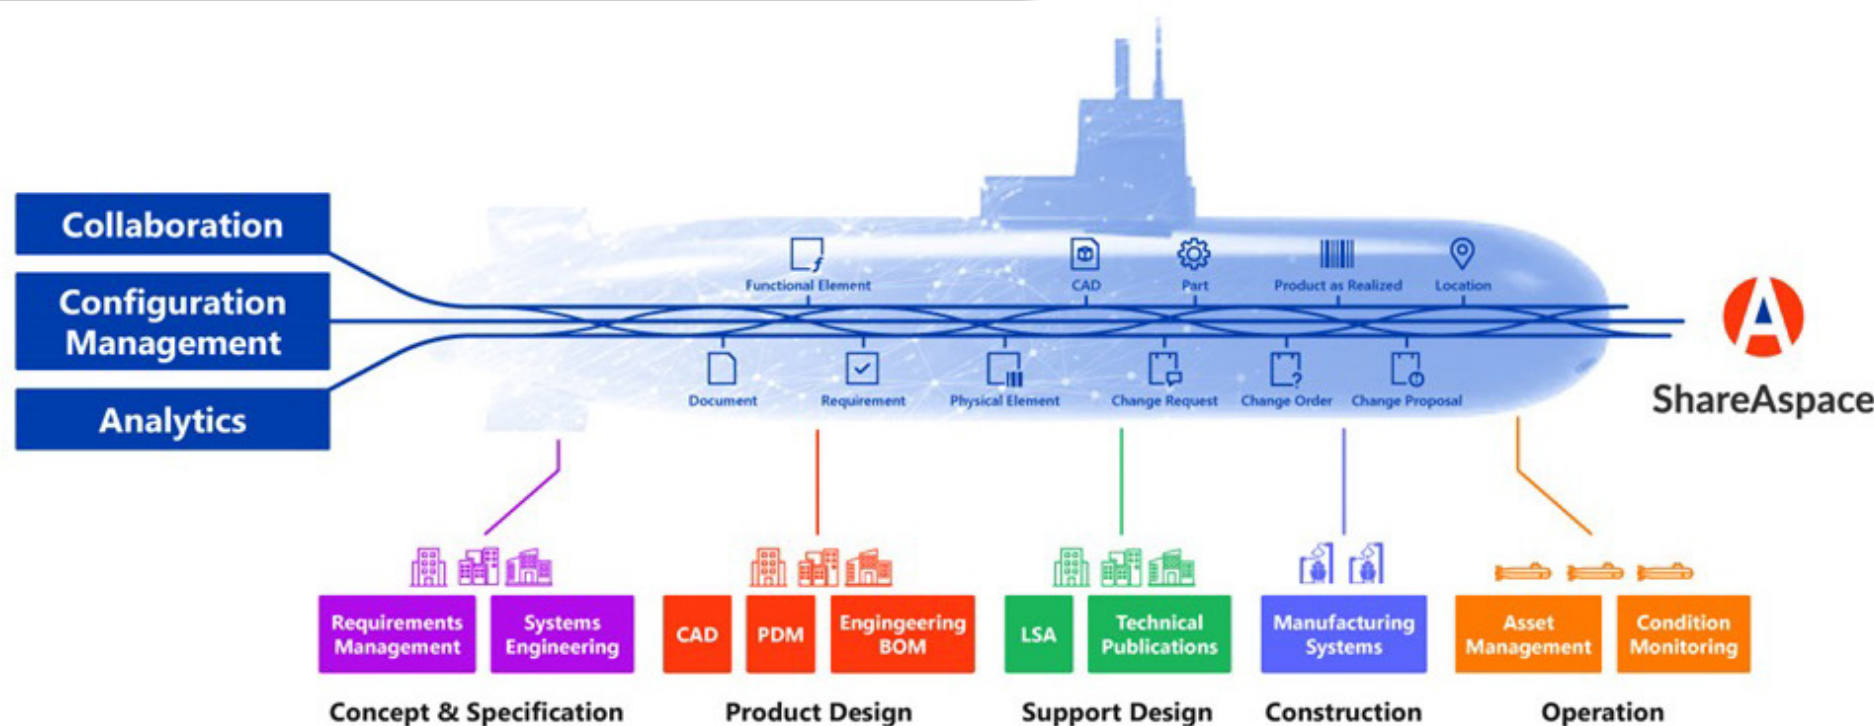 Collaboration
Configuration
Management
Analytics
Functional Element
CAD
Part
Product as Realized
Location
Document
Requirement
Physical Element
Change Request
Change Order
Change Proposal
ShareAspace
Requirements
Management
Systems
Engineering
Concept & Specification
CAD
PDM
Engingeering
BOM
Product Design
LSA
Technical
Publications
Support Design
Manufacturing
Systems
Construction
Asset
Management
Condition
Monitoring
Operation